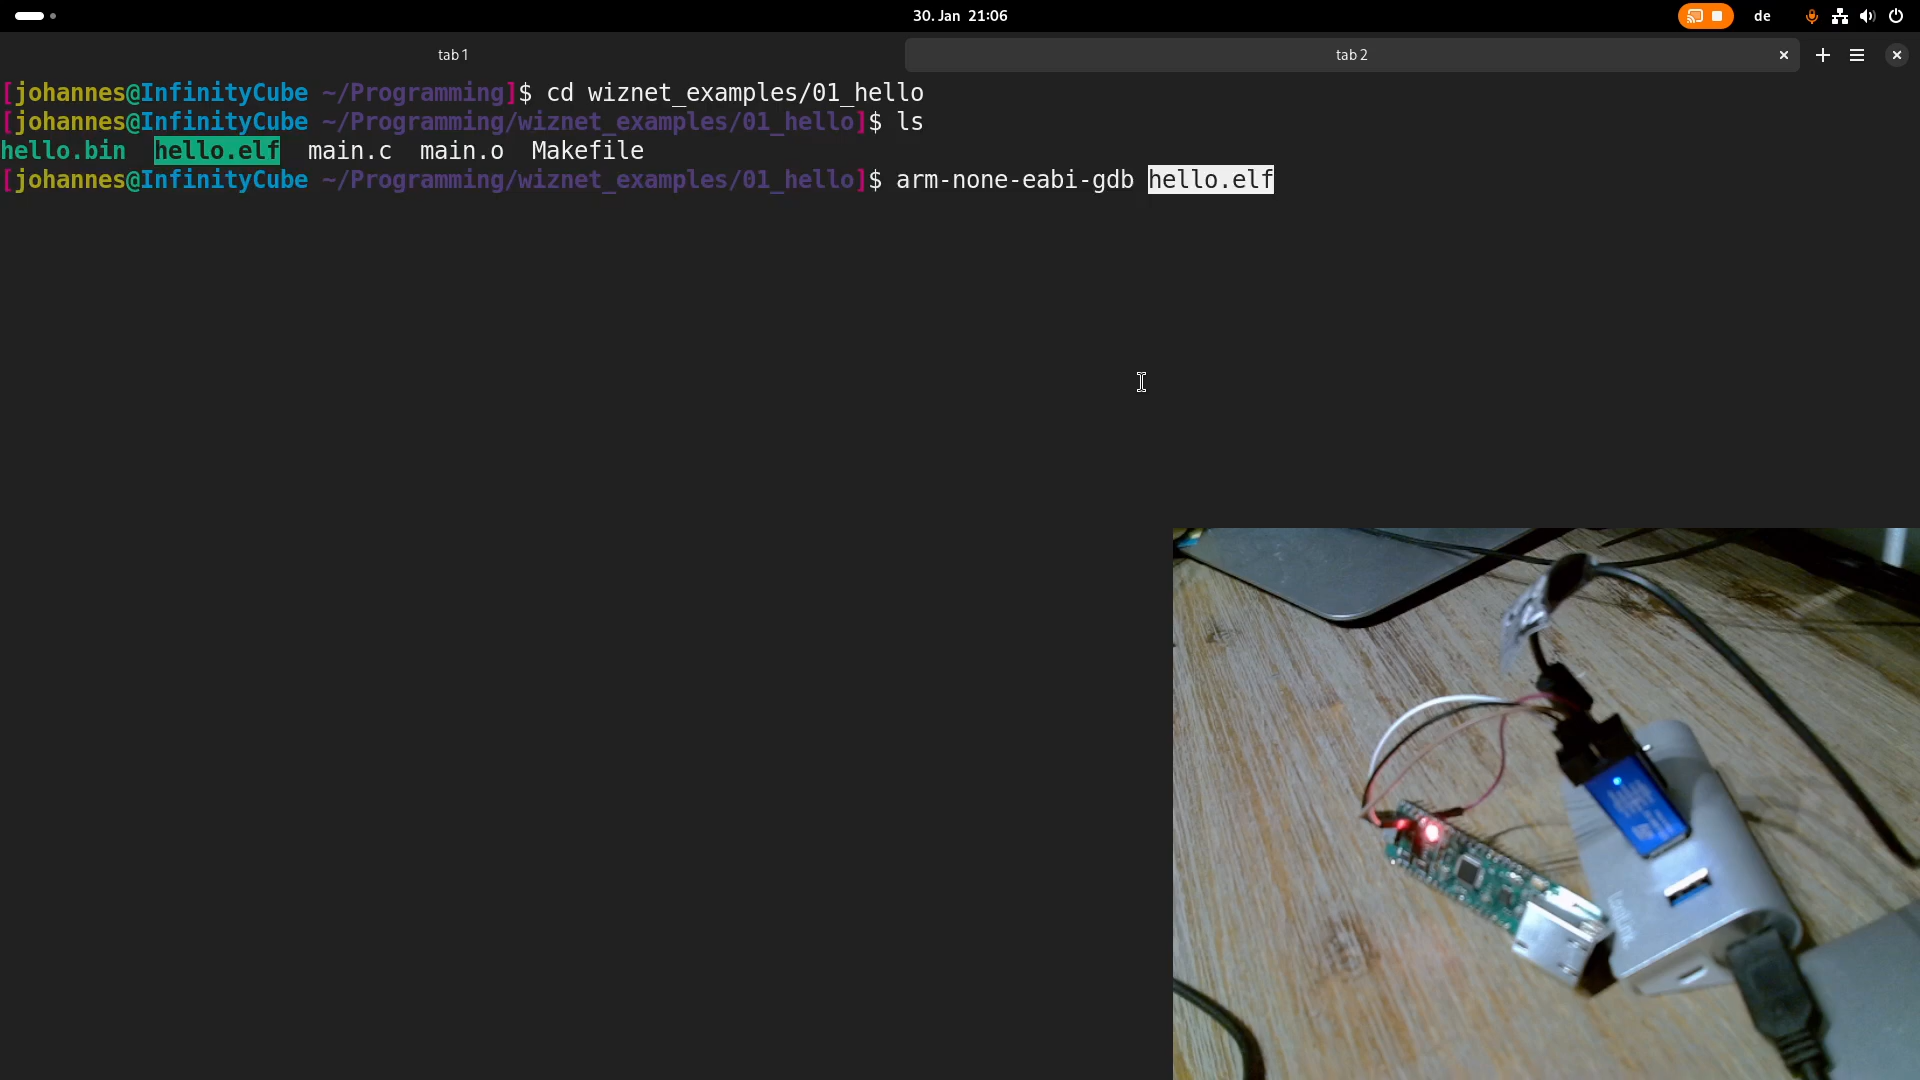 30. Jan 21:06
de
tab 1
tab 2
[johannes@InfinityCube ~/Programming]$ cd wiznet_examples/01_hello
[johannes@InfinityCube ~/Programming/wiznet_examples/01_hello]$ ls
hello.bin hello.elf main.c main.o Makefile
[johannes@InfinityCube ~/Programming/wiznet_examples/01_hello]$ arm-none-eabi-gdb hello.elf